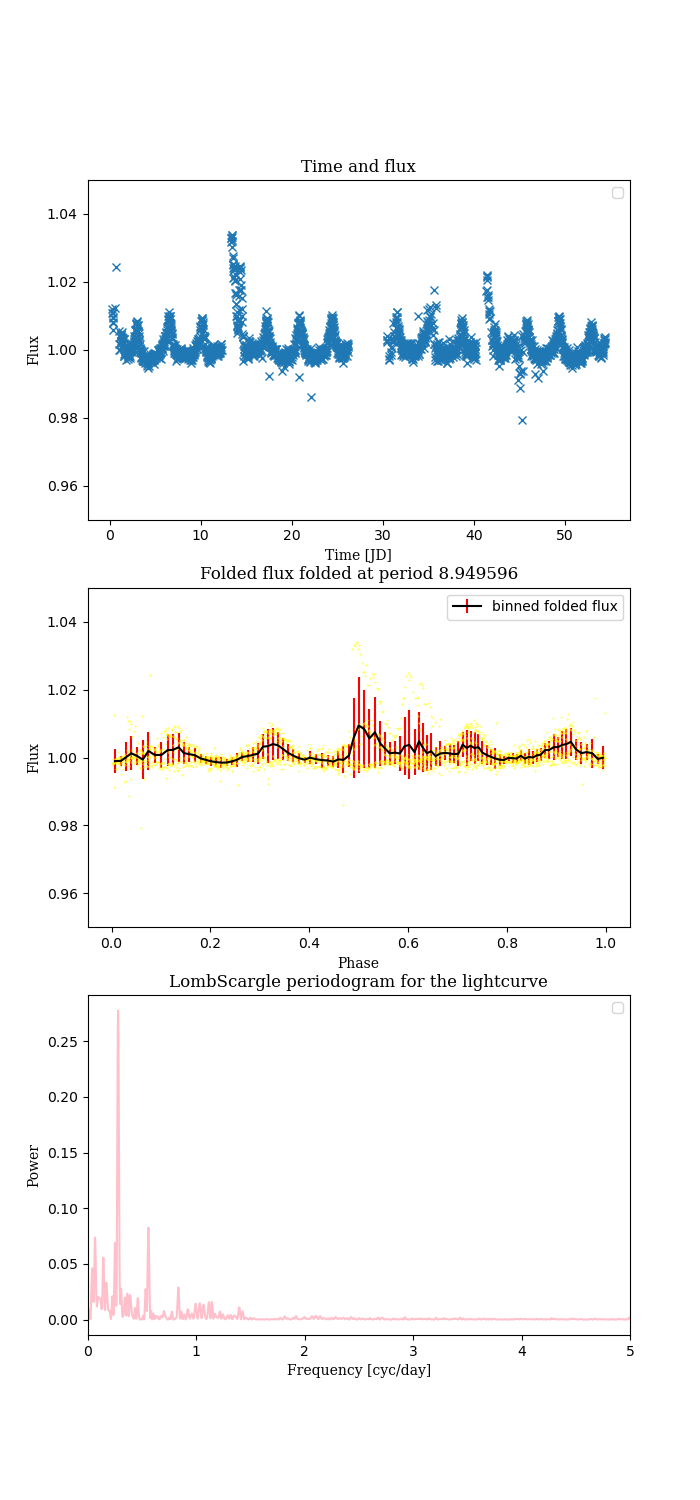 Time and flux
Flux
1.04
1.02
1.00
0.98
0.96
0 10 20 30 40 50
Time [JD]
Folded flux folded at period 8.949596
binned folded flux
Flux
1.04
1.02
1.00
0.98
0.96
0.0 0.2 0.4 0.6 0.8 1.0
Phase
LombScargle periodogram for the lightcurve
Power
0.25
0.20
0.15
0.10
0.05
0.00
0 1 2 3 4 5
Frequency [cyc/day]